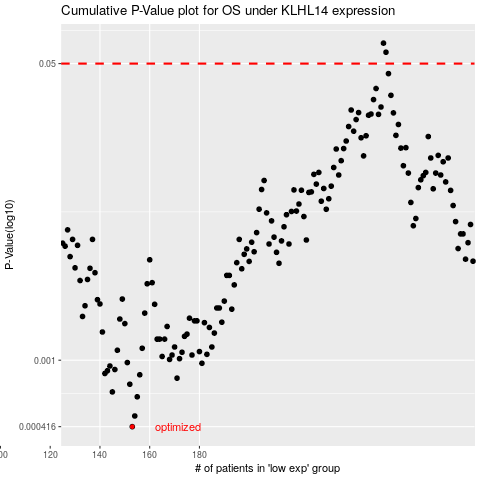 Cumulative P-Value plot for OS under KLHL14 expression
0.05
P-Value(log10)
0.001
0.000416
optimized
00 120 140 160 180
# of patients in 'low exp' group